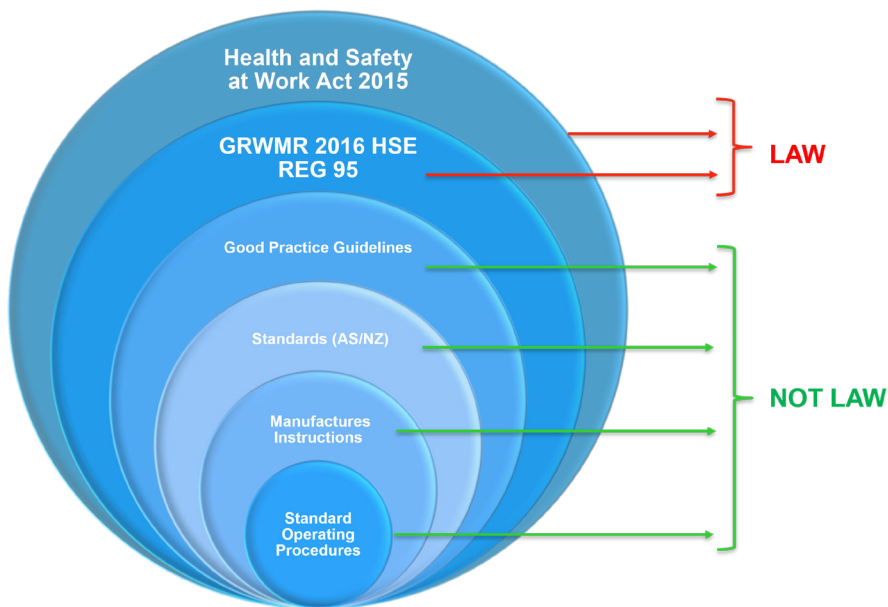 Health and Safety
at Work Act 2015
GRWMR 2016 HSE
REG 95
LAW
Good Practice Guidelines
Standards (AS/NZ)
NOT LAW
Manufactures
Instructions
Standard
Operating
Procedures